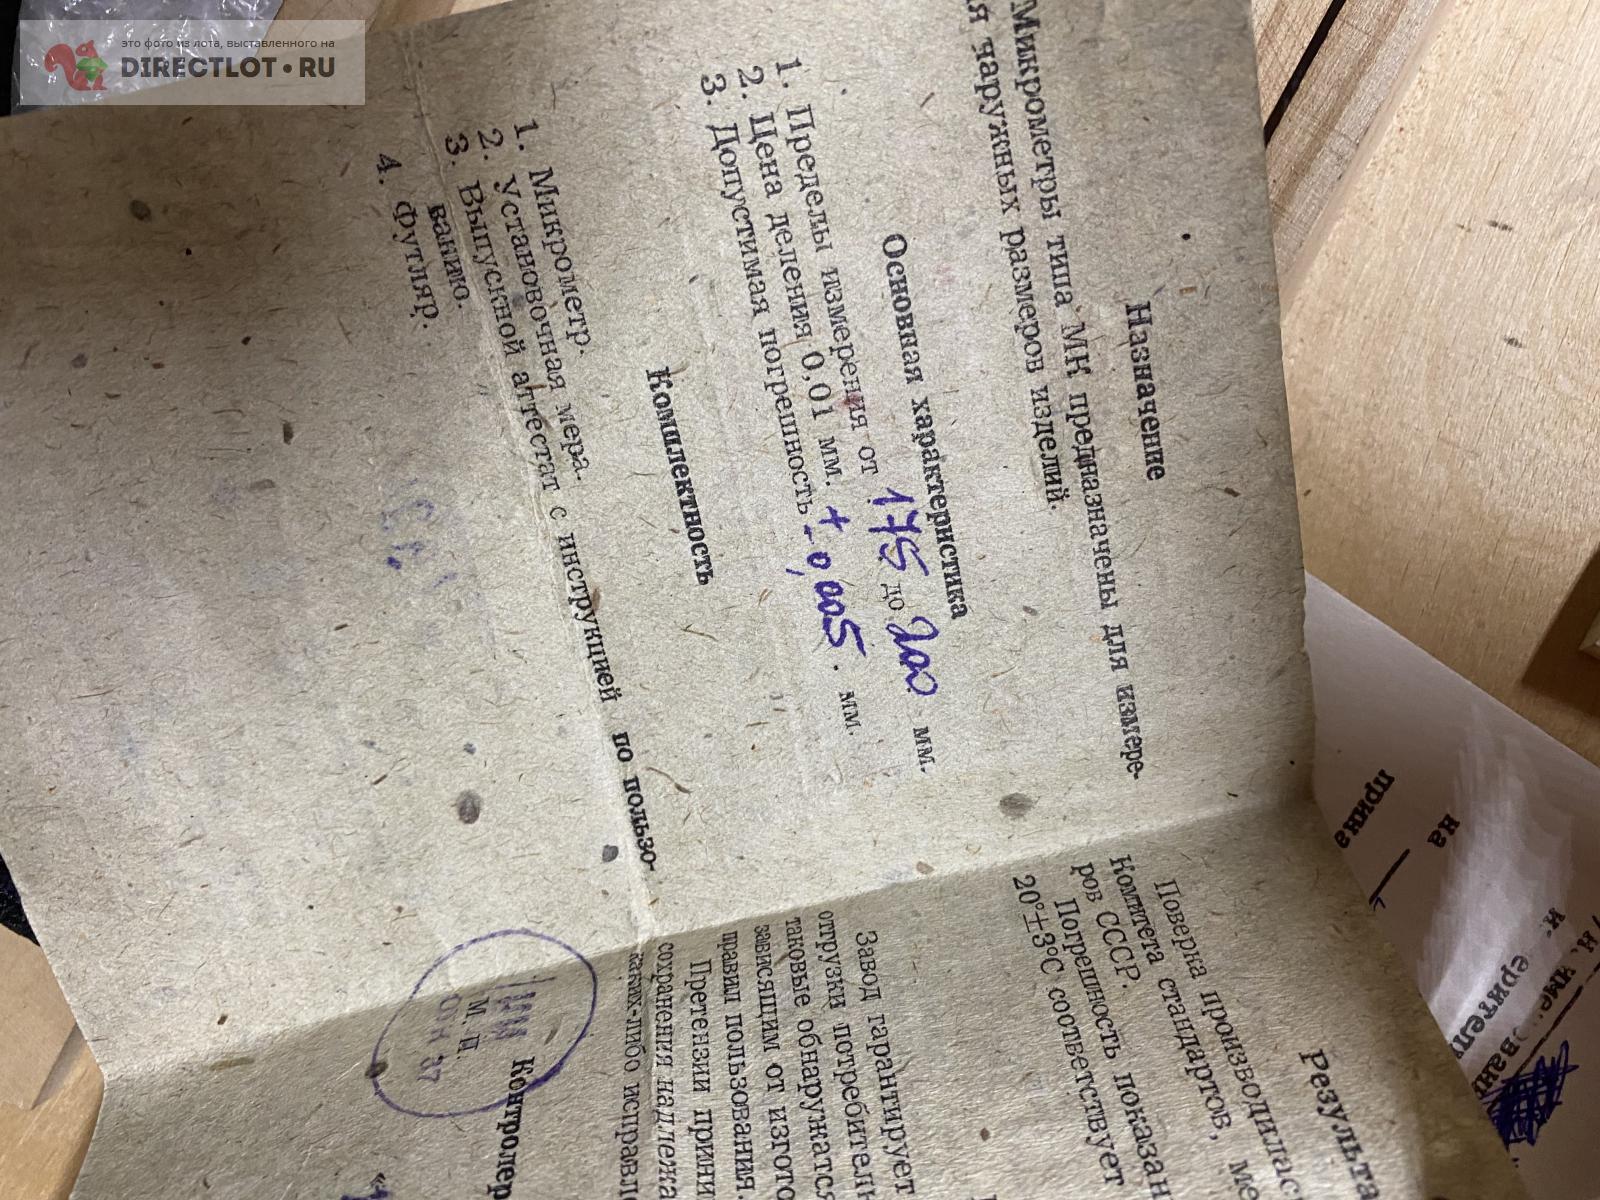 это фото из лота, выставленного на
DIRECTLOT•RU
Назначение
Микрометры типа МК предназначены для измере-
наружных размеров изделий.
Основная характеристика
1. Пределы измерения от 175 до 200 мм.
2. Цена деления 0,01 мм.
3. Допустимая погрешность ±0,005 мм.
Комплектность
1. Микрометр.
2. Установочная мера.
3. Выпускной аттестат с инструкцией по пользо-
ванию.
4. Футляр.
Результа
Поверка производилас
Комитета стандартов, ме
ров СССР.
Погрешность показан
20°±3°С соответствует
Завод гарантирует
отгрузки потребител
таковые обнаружатся
зависящим от изгото
правил пользования.
Претензии прини
сохранения надлежа
каких-либо исправл
Контролер
М. П.
на
прина